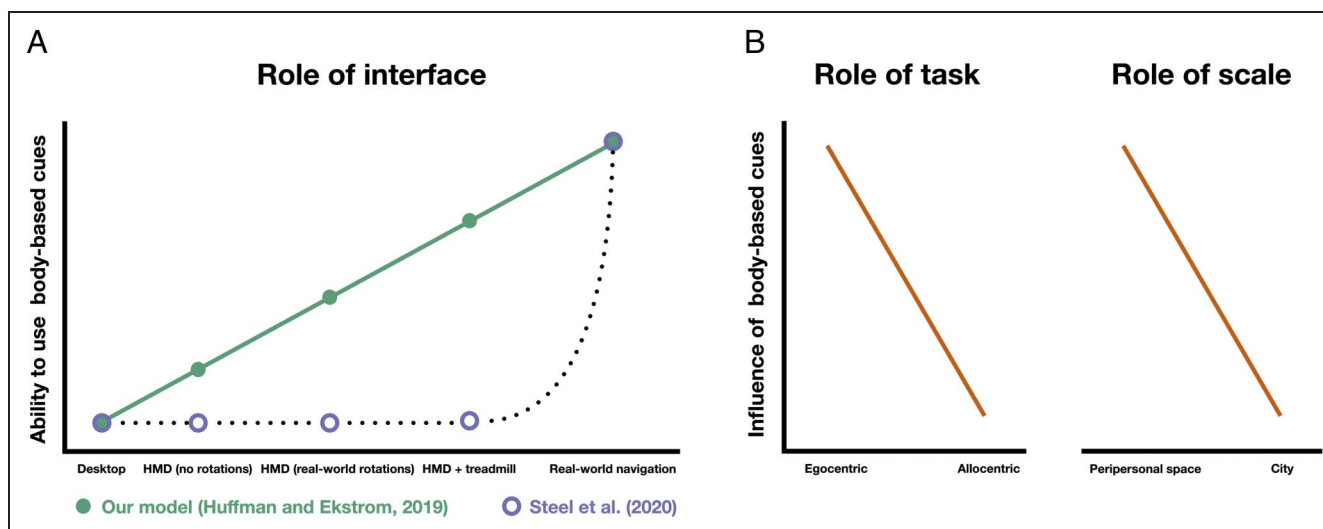 A
Role of interface
Ability to use body-based cues
Desktop
HMD (no rotations)
HMD (real-world rotations)
HMD + treadmill
Real-world navigation
Our model (Huffman and Ekstrom, 2019)
Steel et al. (2020)
B
Role of task
Influence of body-based cues
Egocentric
Allocentric
Role of scale
Peripersonal space
City